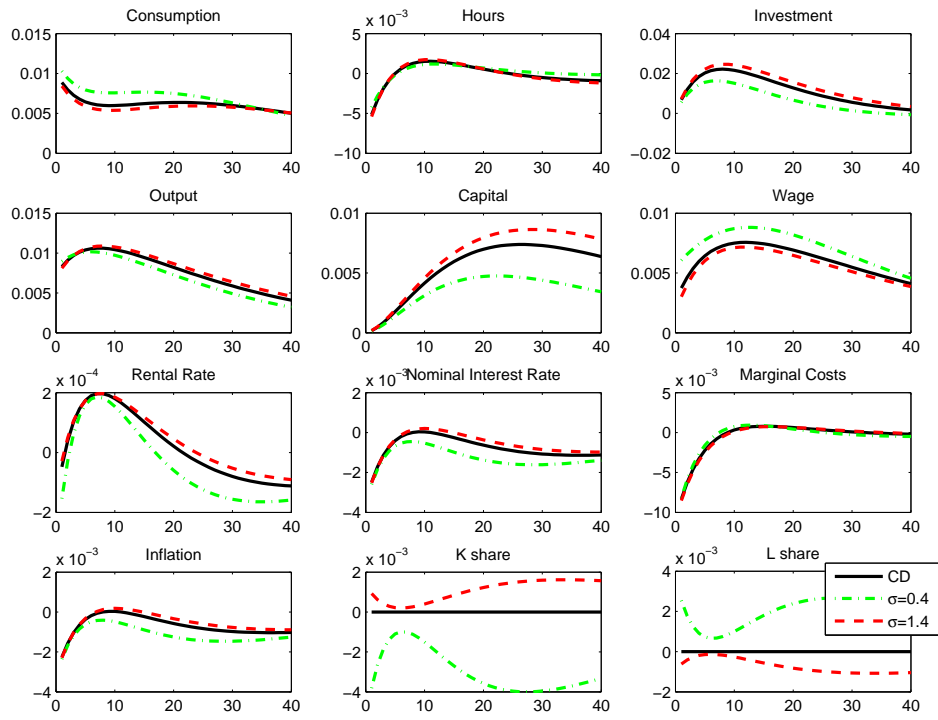 Consumption
Hours
Investment
0.015
0.01
0.005
0
0 10 20 30 40
x 10⁻³
5
0
−5
−10
0 10 20 30 40
0.04
0.02
0
−0.02
0 10 20 30 40
Output
Capital
Wage
0.015
0.01
0.005
0
0 10 20 30 40
0.01
0.005
0
0 10 20 30 40
0.01
0.005
0
0 10 20 30 40
Rental Rate
Nominal Interest Rate
Marginal Costs
x 10⁻⁴
2
0
−2
0 10 20 30 40
x 10⁻³
2
0
−2
−4
0 10 20 30 40
x 10⁻³
5
0
−5
−10
0 10 20 30 40
Inflation
K share
L share
x 10⁻³
2
0
−2
−4
0 10 20 30 40
x 10⁻³
2
0
−2
−4
0 10 20 30 40
x 10⁻³
4
2
0
−2
0 10 20 30 40
CD
σ=0.4
σ=1.4